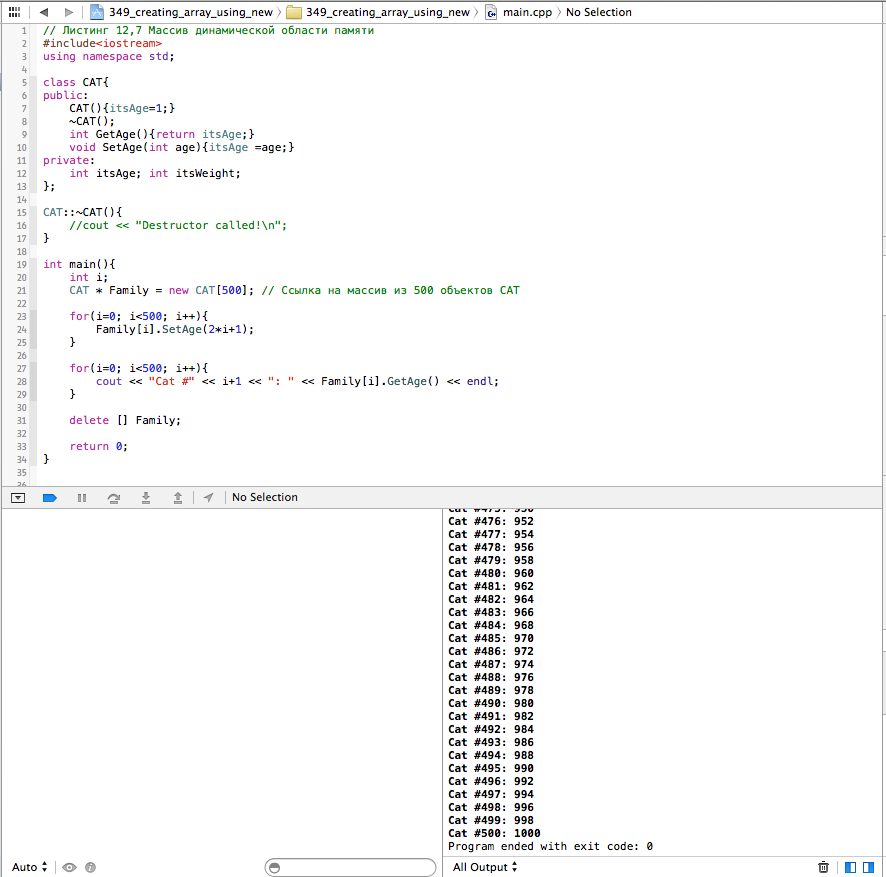 349_creating_array_using_new 349_creating_array_using_new main.cpp No Selection
1 // Листинг 12,7 Массив динамической области памяти
2 #include<iostream>
3 using namespace std;
4
5 class CAT{
6 public:
7 CAT(){itsAge=1;}
8 ~CAT();
9 int GetAge(){return itsAge;}
10 void SetAge(int age){itsAge =age;}
11 private:
12 int itsAge; int itsWeight;
13 };
14
15 CAT::~CAT(){
16 //cout << "Destructor called!\n";
17 }
18
19 int main(){
20 int i;
21 CAT * Family = new CAT[500]; // Ссылка на массив из 500 объектов CAT
22
23 for(i=0; i<500; i++){
24 Family[i].SetAge(2*i+1);
25 }
26
27 for(i=0; i<500; i++){
28 cout << "Cat #" << i+1 << ": " << Family[i].GetAge() << endl;
29 }
30
31 delete [] Family;
32
33 return 0;
34 }
35
36
No Selection
Cat #475: 950
Cat #476: 952
Cat #477: 954
Cat #478: 956
Cat #479: 958
Cat #480: 960
Cat #481: 962
Cat #482: 964
Cat #483: 966
Cat #484: 968
Cat #485: 970
Cat #486: 972
Cat #487: 974
Cat #488: 976
Cat #489: 978
Cat #490: 980
Cat #491: 982
Cat #492: 984
Cat #493: 986
Cat #494: 988
Cat #495: 990
Cat #496: 992
Cat #497: 994
Cat #498: 996
Cat #499: 998
Cat #500: 1000
Program ended with exit code: 0
Auto All Output